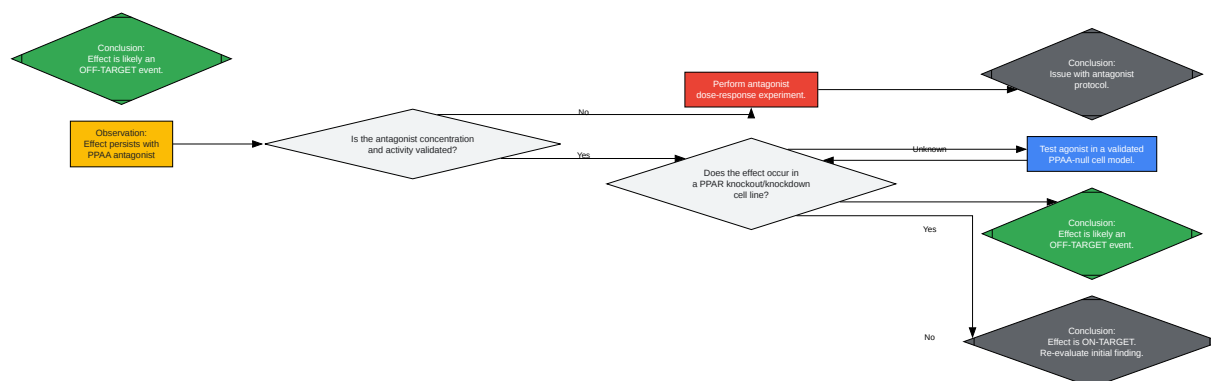 Conclusion:
Effect is likely an
OFF-TARGET event.
Observation:
Effect persists with
PPAA antagonist
Is the antagonist concentration
and activity validated?
No
Yes
Perform antagonist
dose-response experiment.
Conclusion:
Issue with antagonist
protocol.
Does the effect occur in
a PPAR knockout/knockdown
cell line?
Unknown
Test agonist in a validated
PPAA-null cell model.
Yes
Conclusion:
Effect is likely an
OFF-TARGET event.
No
Conclusion:
Effect is ON-TARGET.
Re-evaluate initial finding.